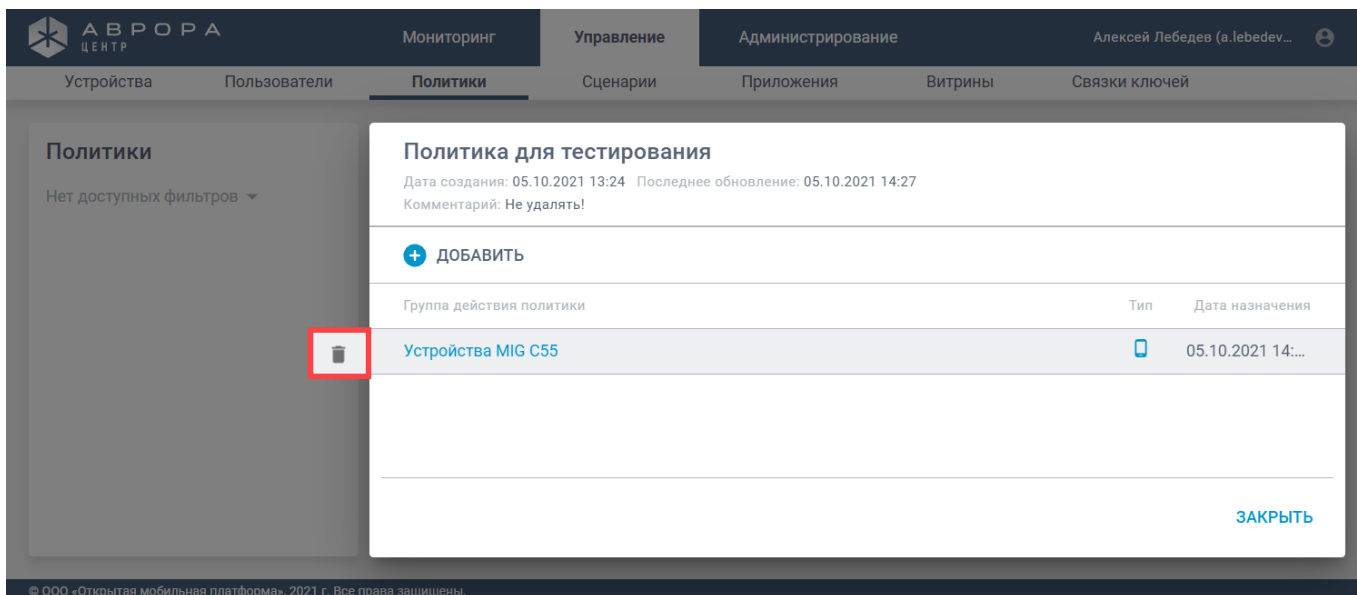 АВРОРА
ЦЕНТР
Мониторинг Управление Администрирование Алексей Лебедев (a.lebedev...
Устройства Пользователи Политики Сценарии Приложения Витрины Связки ключей
Политики
Нет доступных фильтров
Политика для тестирования
Дата создания: 05.10.2021 13:24 Последнее обновление: 05.10.2021 14:27
Комментарий: Не удалять!
ДОБАВИТЬ
Группа действия политики Тип Дата назначения
Устройства MIG C55 05.10.2021 14:...
ЗАКРЫТЬ
© ООО «Открытая мобильная платформа», 2021 г. Все права защищены.